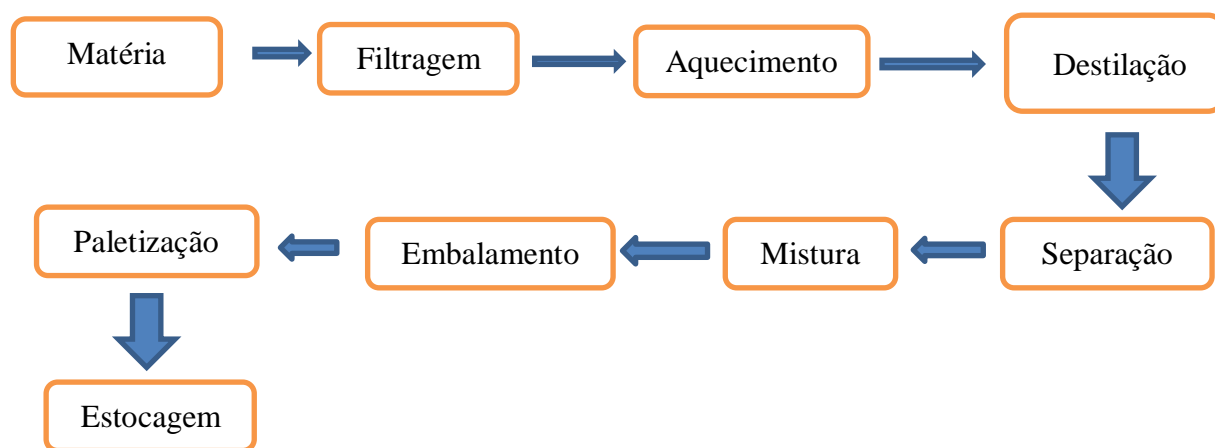 Matéria
Filtragem
Aquecimento
Destilação
Separação
Mistura
Embalamento
Paletização
Estocagem